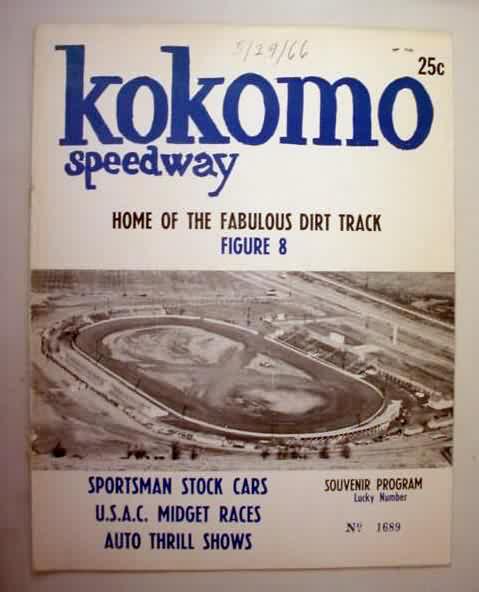 5/29/66
25c
kokomo
speedway
HOME OF THE FABULOUS DIRT TRACK
FIGURE 8
SPORTSMAN STOCK CARS
U.S.A.C. MIDGET RACES
AUTO THRILL SHOWS
SOUVENIR PROGRAM
Lucky Number
Nº 1689